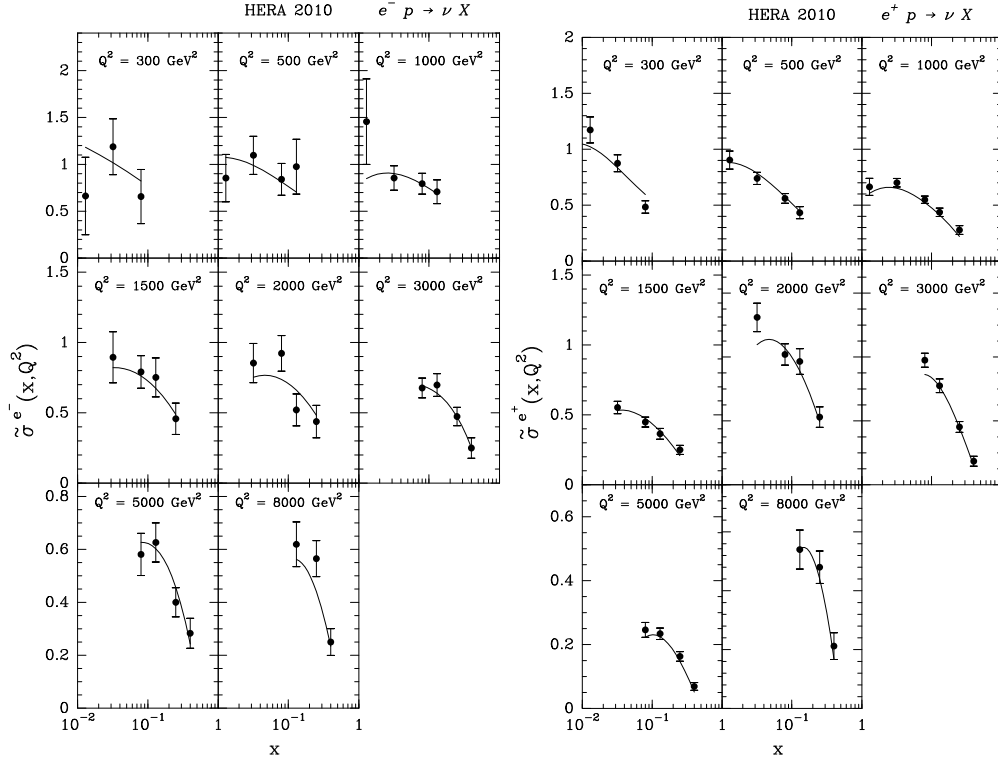 HERA 2010 e⁻ p → ν X
Q² = 300 GeV² Q² = 500 GeV² Q² = 1000 GeV²
2
1.5
1
0.5
0
Q² = 1500 GeV² Q² = 2000 GeV² Q² = 3000 GeV²
1.5
1
0.5
0
σ̃ e⁻ (x,Q²)
Q² = 5000 GeV² Q² = 8000 GeV²
0.8
0.6
0.4
0.2
0
10⁻² 10⁻¹ 1 10⁻¹ 1
x
HERA 2010 e⁺ p → ν X
2
Q² = 300 GeV² Q² = 500 GeV² Q² = 1000 GeV²
1.5
1
0.5
0
1.5
Q² = 1500 GeV² Q² = 2000 GeV² Q² = 3000 GeV²
1
0.5
0
σ̃ e⁺ (x,Q²)
Q² = 5000 GeV² Q² = 8000 GeV²
0.6
0.4
0.2
0
10⁻² 10⁻¹ 1 10⁻¹ 1
x